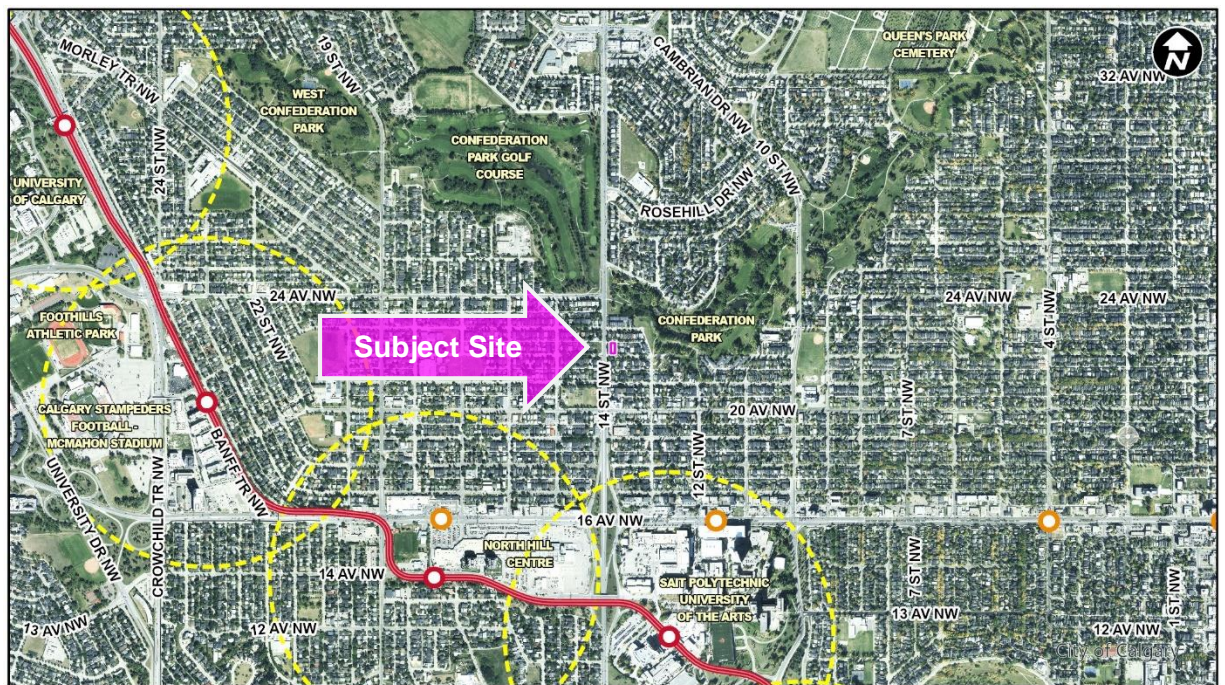 MORLEY TR NW
19 ST NW
CAMBRIAN DR NW
QUEEN'S PARK
CEMETERY
N
32 AV NW
WEST
CONFEDERATION
PARK
CONFEDERATION
PARK GOLF
COURSE
10 ST NW
24 ST NW
UNIVERSITY
OF CALGARY
ROSEHILL DR NW
24 AV NW
22 ST NW
24 AV NW
4 ST NW
24 AV NW
FOOTHILLS
ATHLETIC PARK
CONFEDERATION
PARK
Subject Site
14 ST NW
7 ST NW
20 AV NW
CALGARY STAMPEDERS
FOOTBALL -
MCMAHON STADIUM
BANFF TR NW
12 ST NW
UNIVERSITY DR NW
CROWCHILD TR NW
16 AV NW
NORTH HILL
CENTRE
14 AV NW
SAIT POLYTECHNIC
UNIVERSITY
OF THE ARTS
7 ST NW
1 ST NW
13 AV NW
12 AV NW
13 AV NW
12 AV NW
City of Calgary